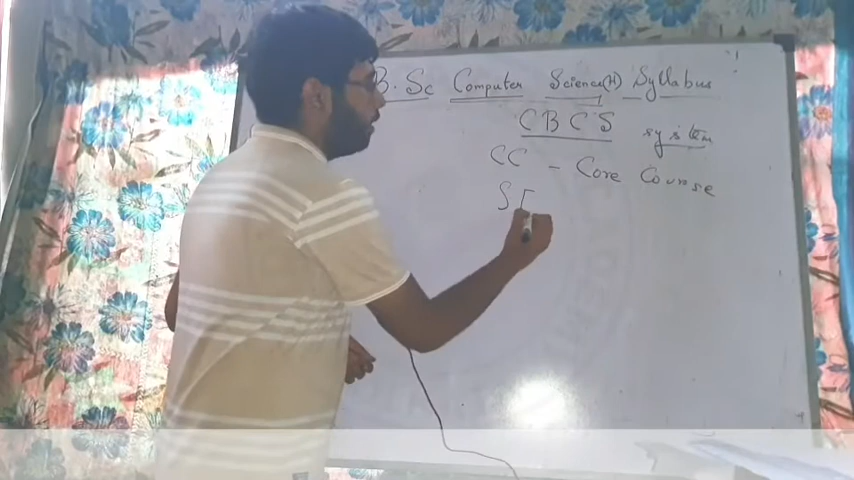 B.Sc Computer Science(H) Syllabus
CBCS system
CC - Core Course
S